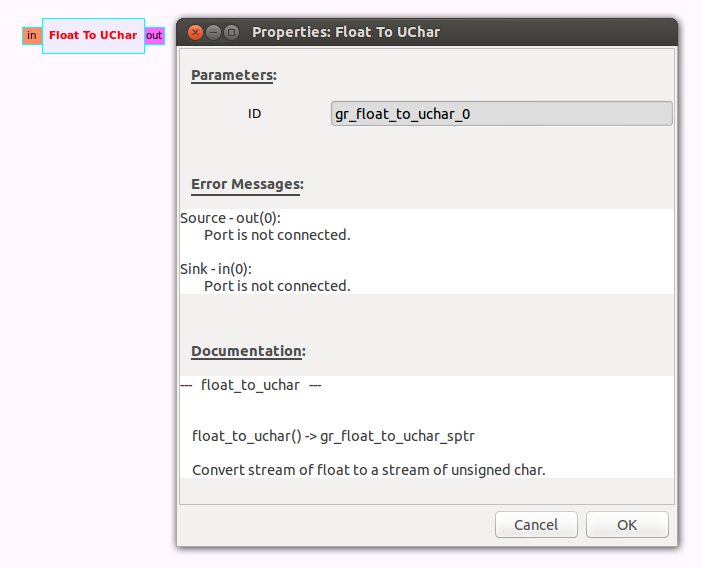 in Float To UChar out
Properties: Float To UChar
Parameters:
ID
gr_float_to_uchar_0
Error Messages:
Source - out(0):
Port is not connected.
Sink - in(0):
Port is not connected.
Documentation:
--- float_to_uchar ---
float_to_uchar() -> gr_float_to_uchar_sptr
Convert stream of float to a stream of unsigned char.
Cancel OK